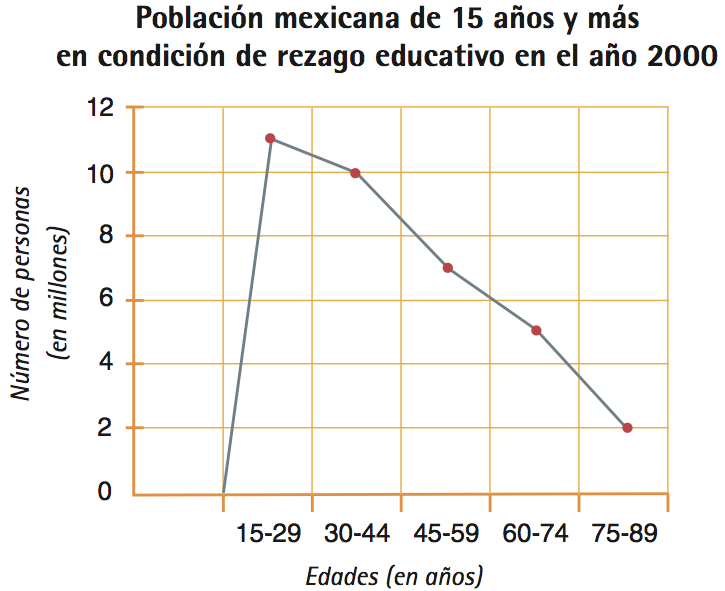 Población mexicana de 15 años y más
en condición de rezago educativo en el año 2000
Número de personas
(en millones)
12
10
8
6
4
2
0
15-29 30-44 45-59 60-74 75-89
Edades (en años)